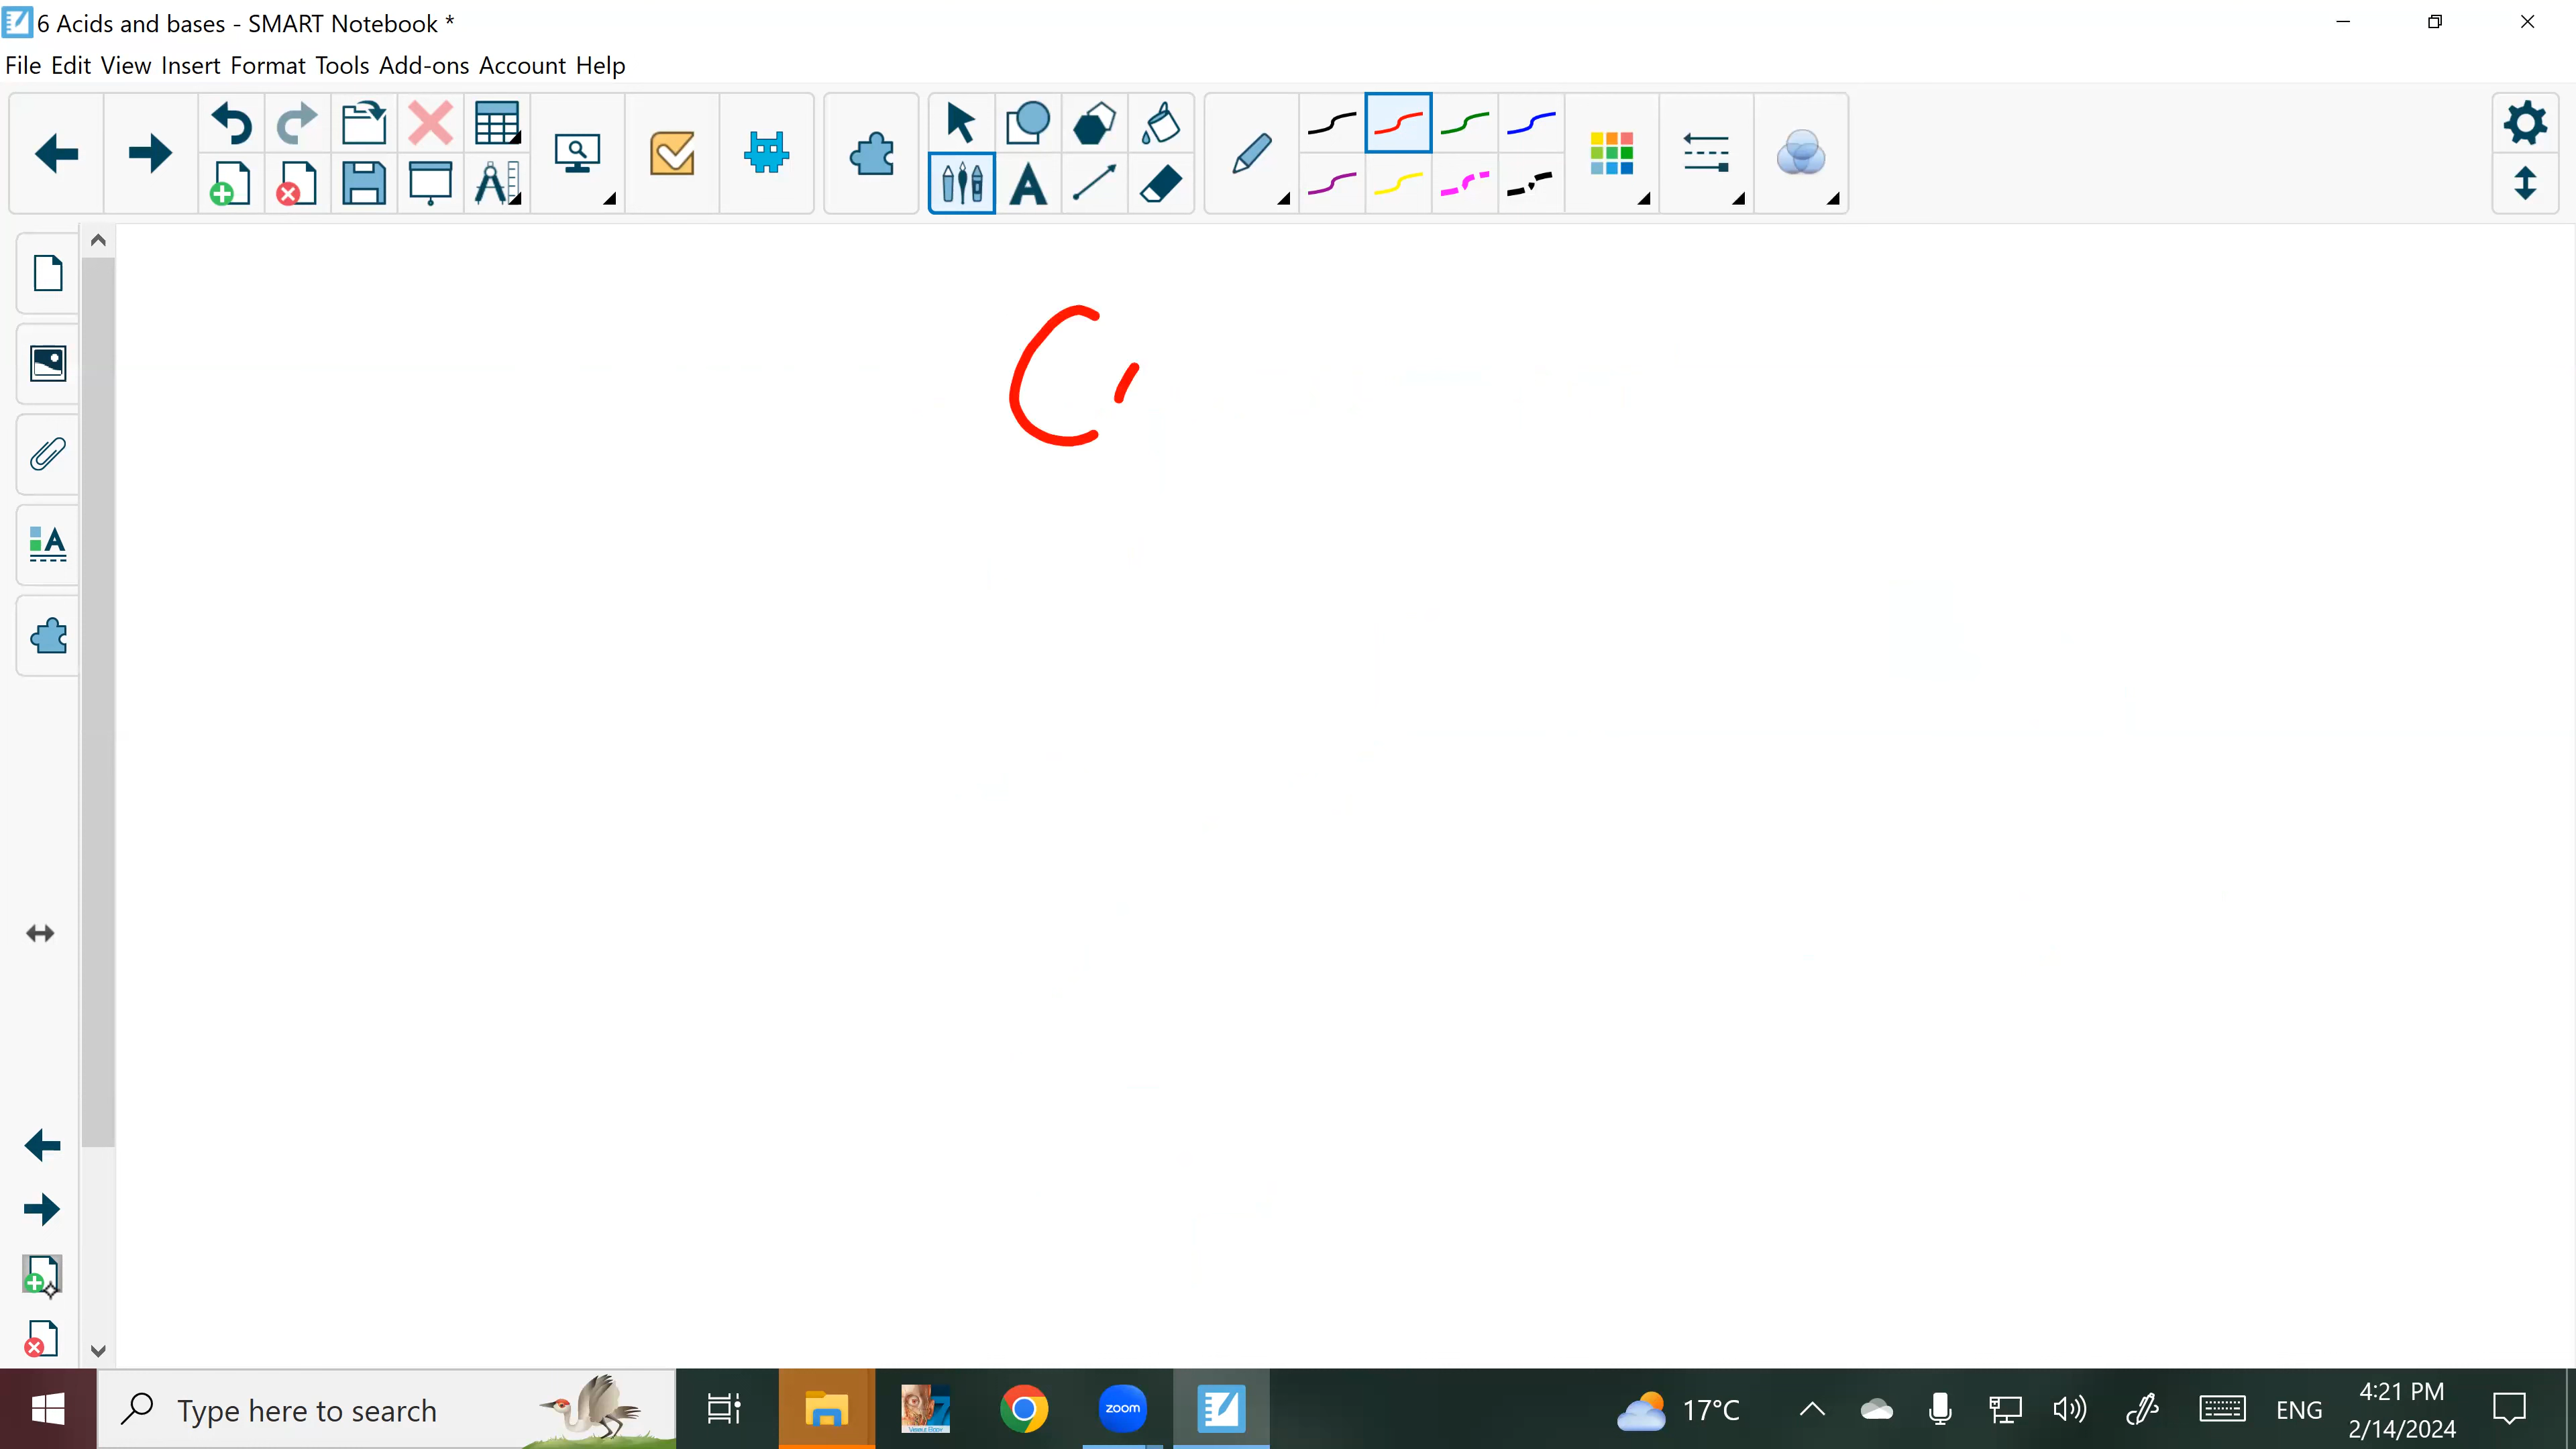 6 Acids and bases - SMART Notebook *
File Edit View Insert Format Tools Add-ons Account Help
C
Type here to search
zoom
17°C
ENG
4:21 PM
2/14/2024